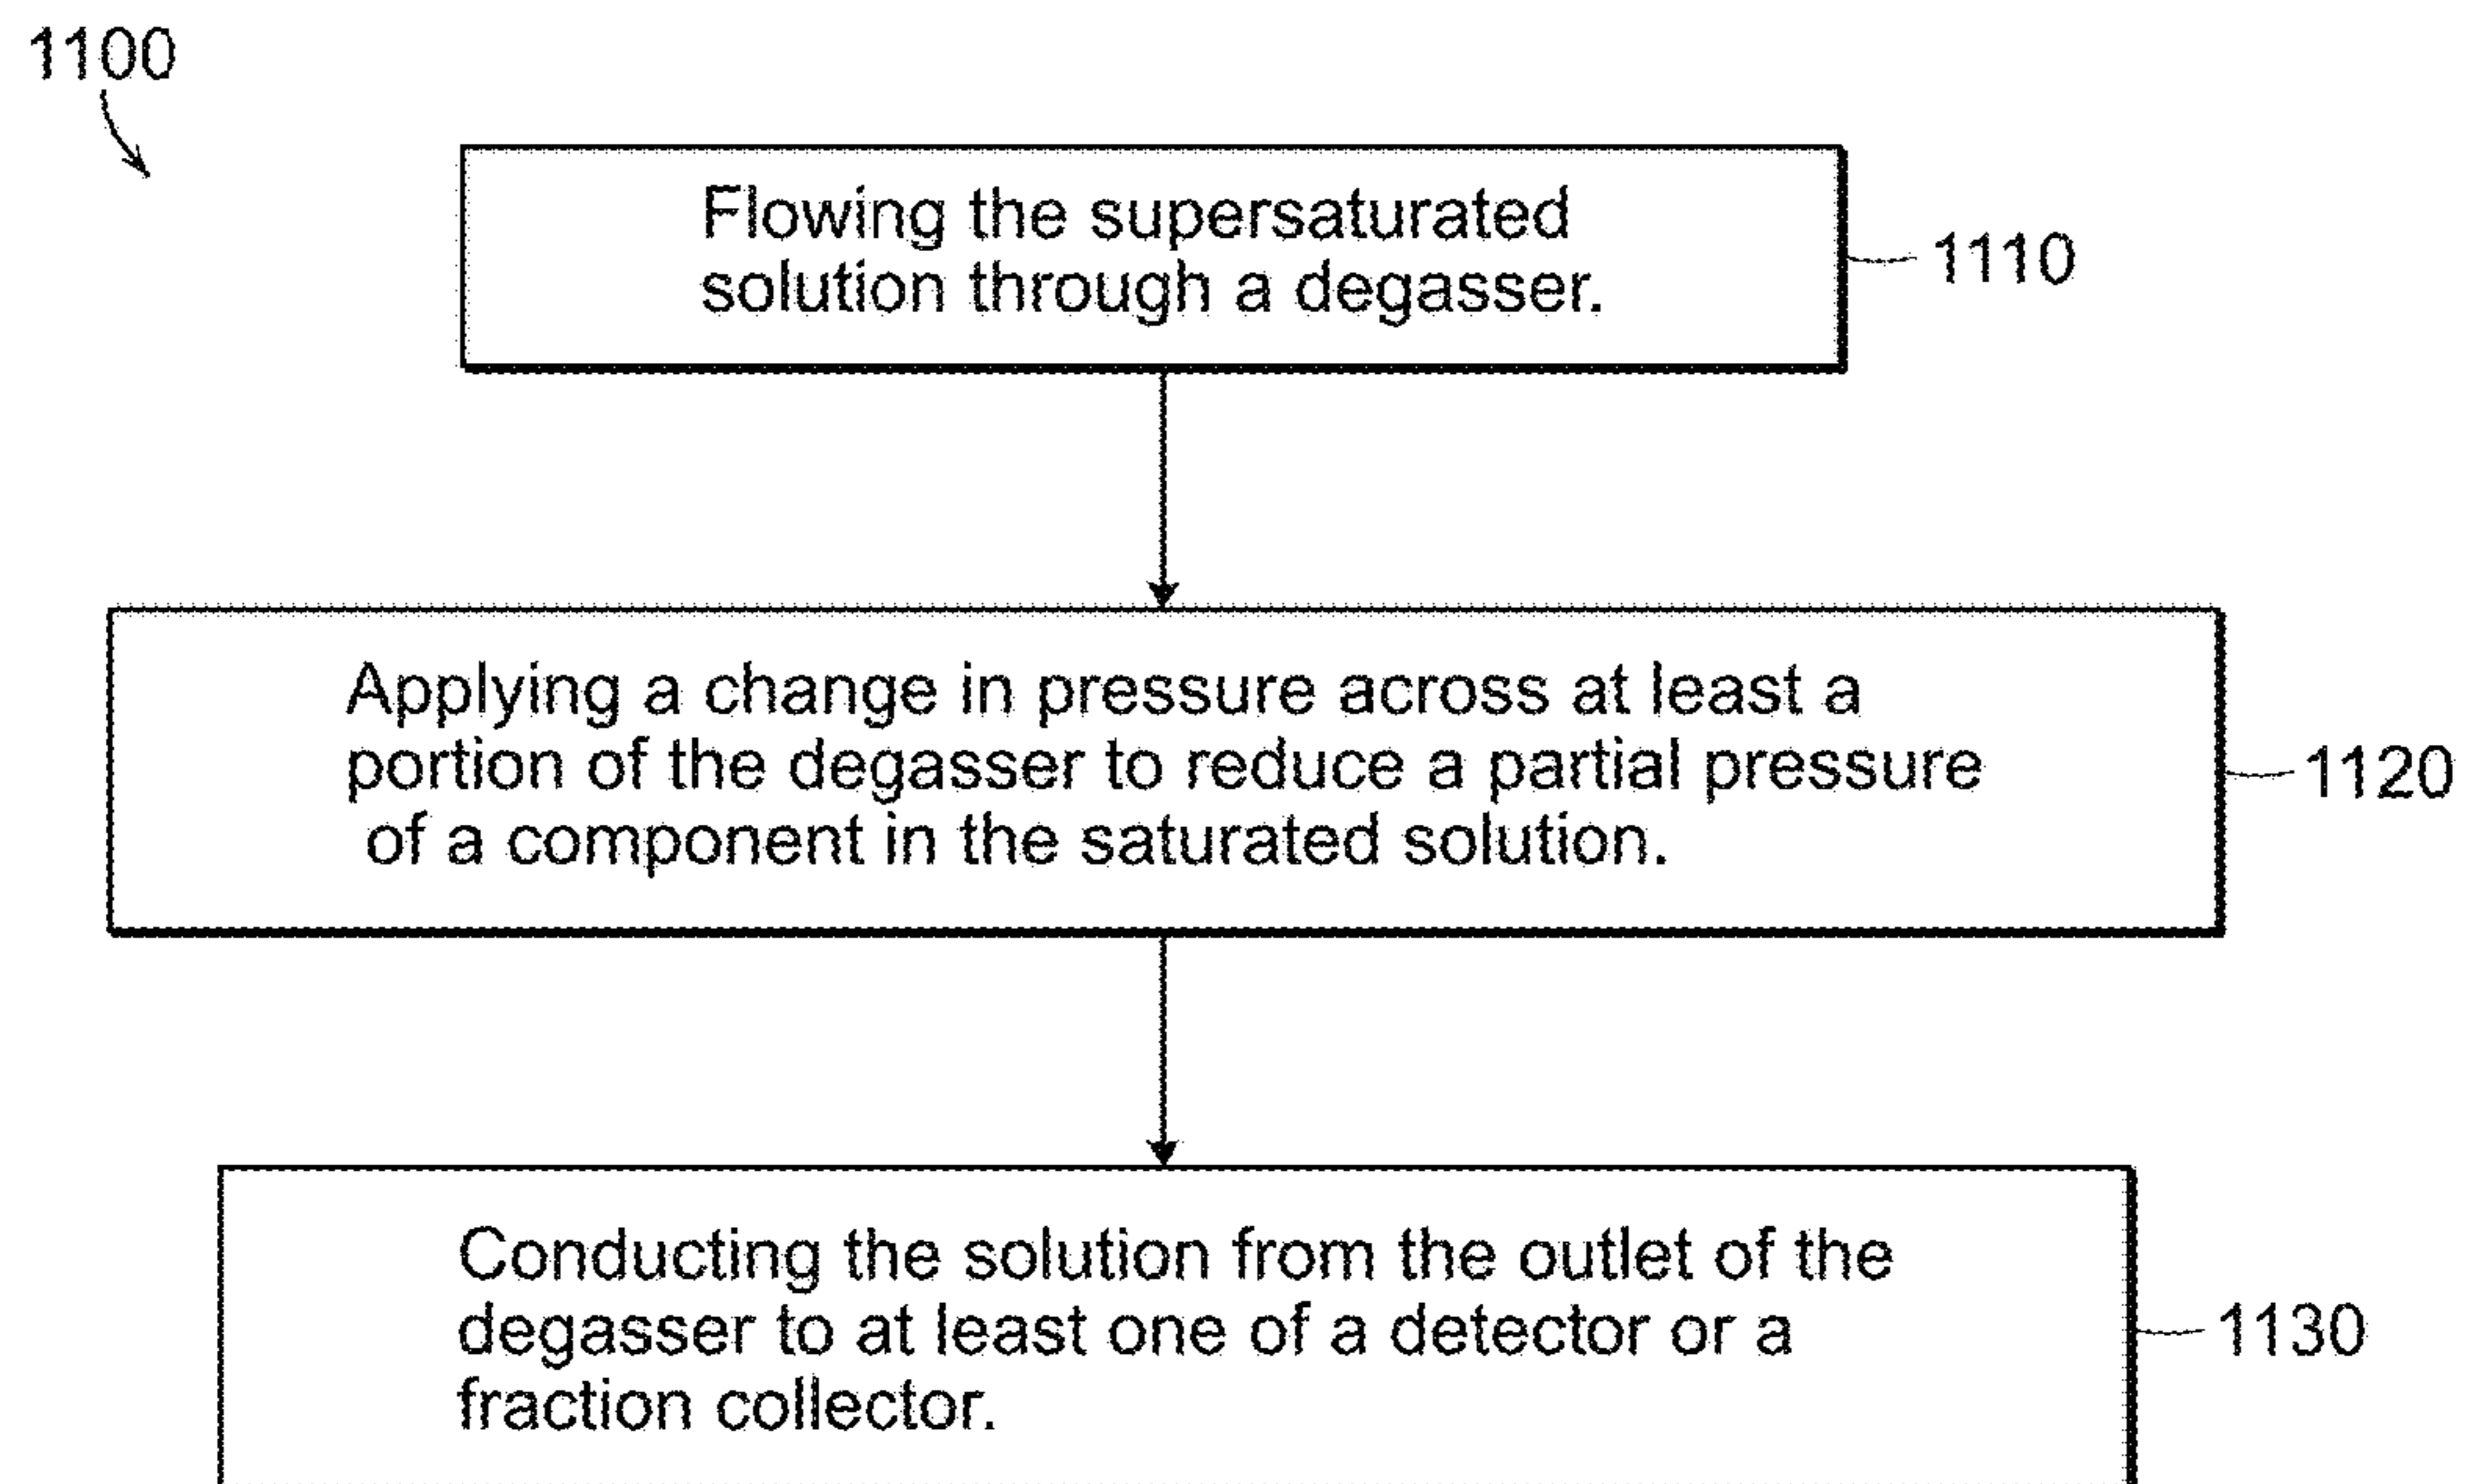 1100
Flowing the supersaturated
solution through a degasser.
1110
Applying a change in pressure across at least a
portion of the degasser to reduce a partial pressure
of a component in the saturated solution.
1120
Conducting the solution from the outlet of the
degasser to at least one of a detector or a
fraction collector.
1130